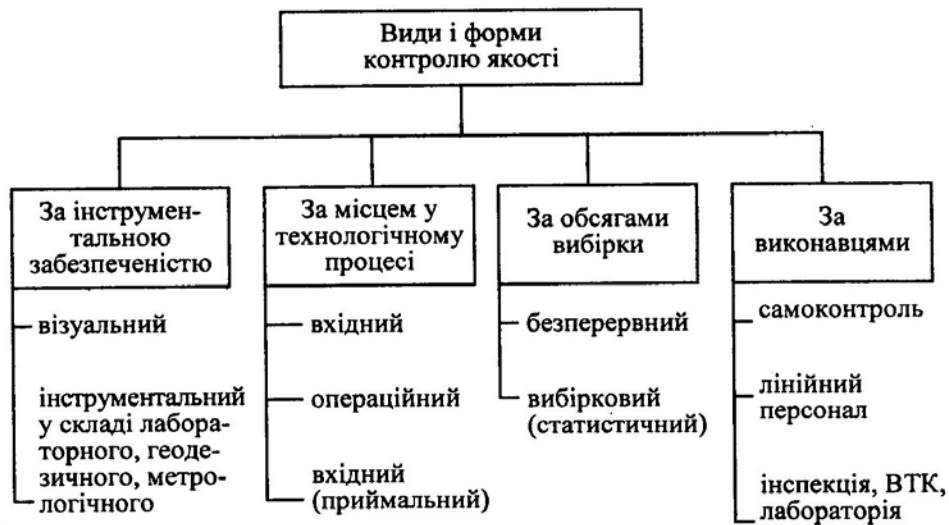 Види і форми
контролю якості
За інструмен-
тальною
забезпеченістю
візуальний
інструментальний
у складі лабора-
торного, геоде-
зичного, метро-
логічного
За місцем у
технологічному
процесі
вхідний
операційний
вхідний
(приймальний)
За обсягами
вибірки
безперервний
вибірковий
(статистичний)
За
виконавцями
самоконтроль
лінійний
персонал
інспекція, ВТК,
лабораторія